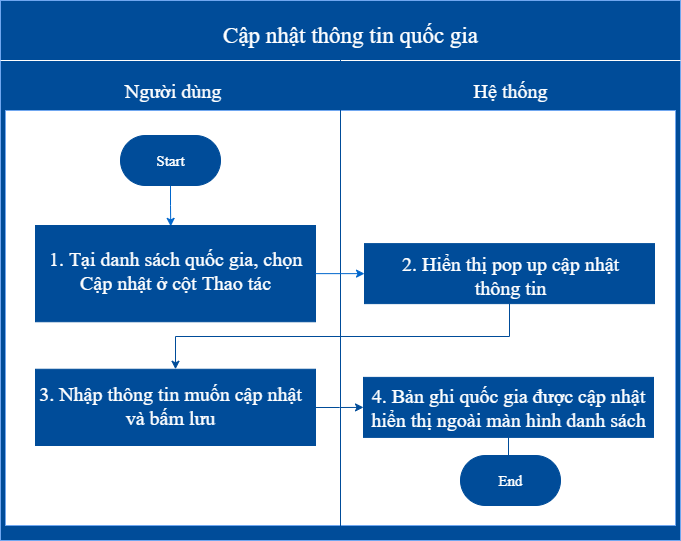 Cập nhật thông tin quốc gia
Người dùng
Hệ thống
Start
1. Tại danh sách quốc gia, chọn
Cập nhật ở cột Thao tác
2. Hiển thị pop up cập nhật
thông tin
3. Nhập thông tin muốn cập nhật
và bấm lưu
4. Bản ghi quốc gia được cập nhật
hiển thị ngoài màn hình danh sách
End